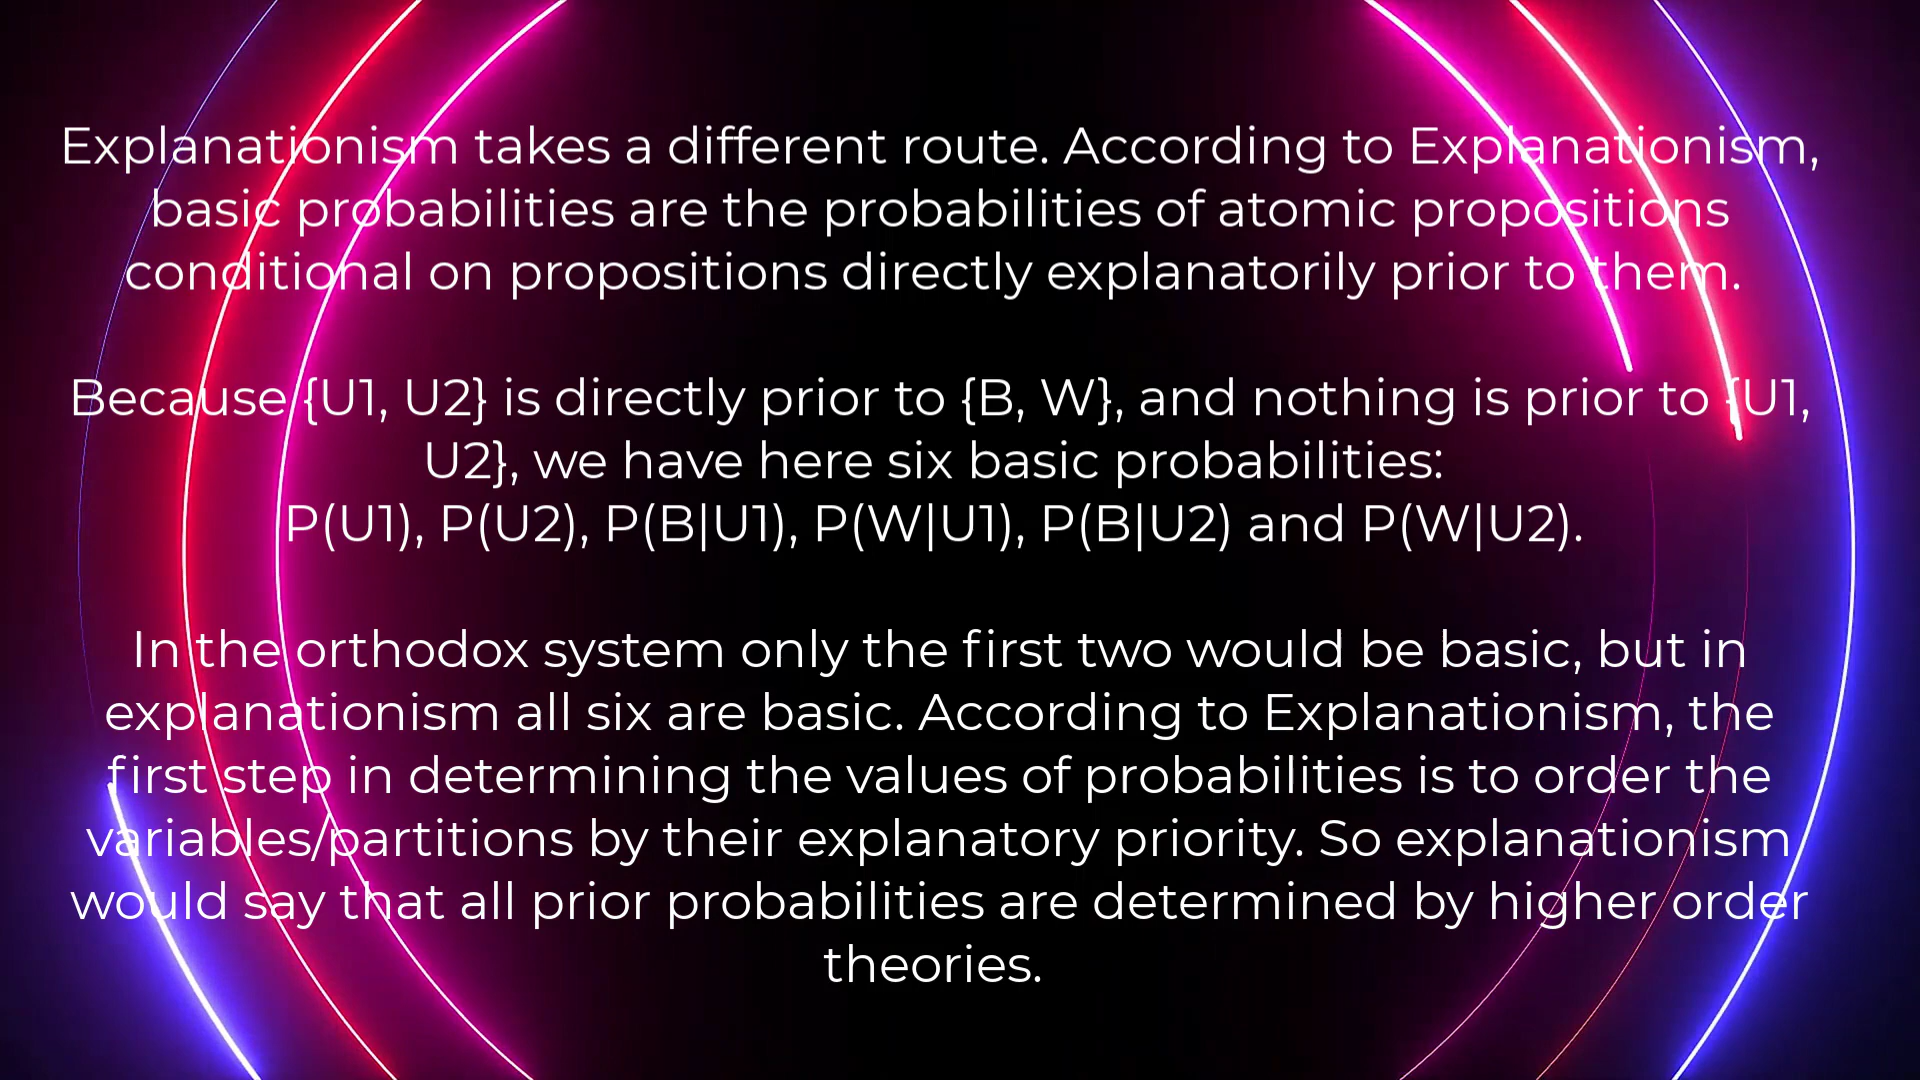 Explanationism takes a different route. According to Explanationism,
basic probabilities are the probabilities of atomic propositions
conditional on propositions directly explanatorily prior to them.
Because {U1, U2} is directly prior to {B, W}, and nothing is prior to {U1,
U2}, we have here six basic probabilities:
P(U1), P(U2), P(B|U1), P(W|U1), P(B|U2) and P(W|U2).
In the orthodox system only the first two would be basic, but in
explanationism all six are basic. According to Explanationism, the
first step in determining the values of probabilities is to order the
variables/partitions by their explanatory priority. So explanationism
would say that all prior probabilities are determined by higher order
theories.